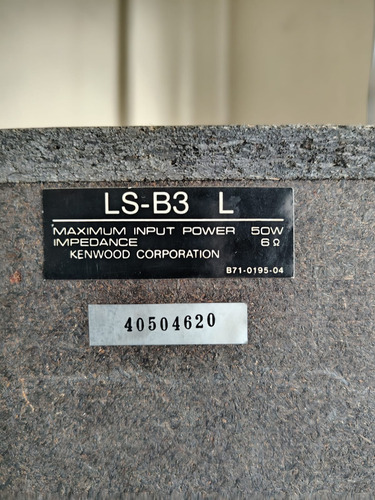 LS-B3 L
MAXIMUM INPUT POWER 50W
IMPEDANCE 6Ω
KENWOOD CORPORATION
B71-0195-04
40504620